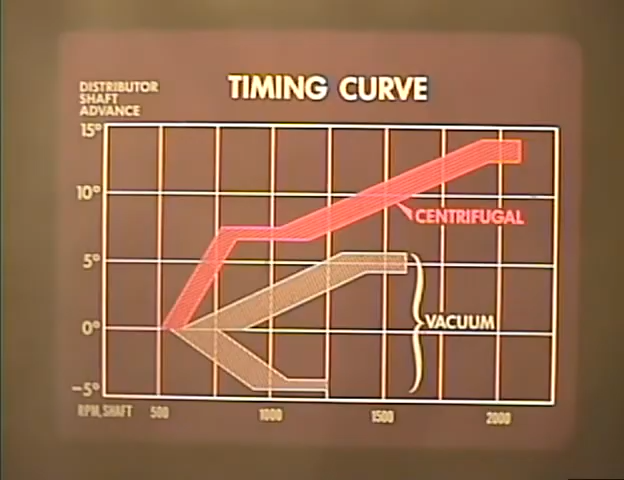 TIMING CURVE
DISTRIBUTOR
SHAFT
ADVANCE
15°
10°
5°
0°
-5°
CENTRIFUGAL
VACUUM
RPM, SHAFT 500 1000 1500 2000